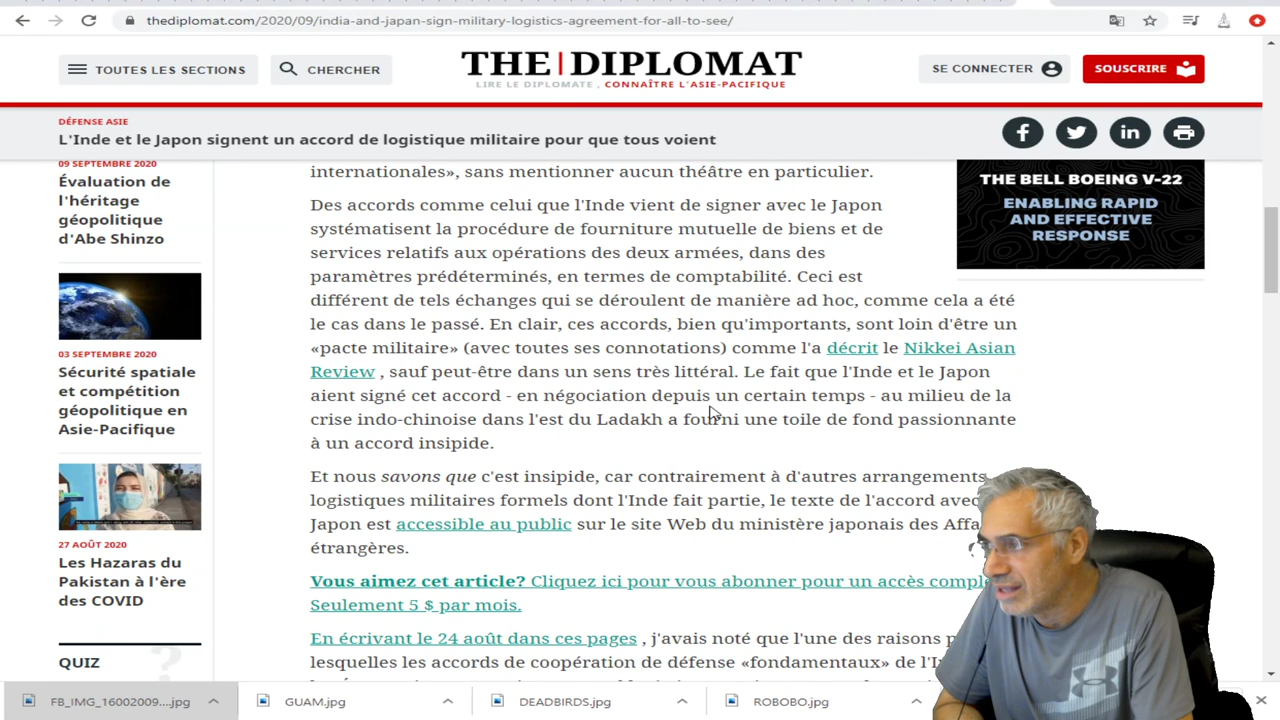 thediplomat.com/2020/09/india-and-japan-sign-military-logistics-agreement-for-all-to-see/
TOUTES LES SECTIONS
CHERCHER
THE DIPLOMAT
LIRE LE DIPLOMATE , CONNAÎTRE L'ASIE-PACIFIQUE
SE CONNECTER
SOUSCRIRE
DÉFENSE ASIE
L'Inde et le Japon signent un accord de logistique militaire pour que tous voient
09 SEPTEMBRE 2020
Évaluation de
l'héritage
géopolitique
d'Abe Shinzo
03 SEPTEMBRE 2020
Sécurité spatiale
et compétition
géopolitique en
Asie-Pacifique
27 AOÛT 2020
Les Hazaras du
Pakistan à l'ère
des COVID
QUIZ
internationales», sans mentionner aucun théâtre en particulier.
Des accords comme celui que l'Inde vient de signer avec le Japon
systématisent la procédure de fourniture mutuelle de biens et de
services relatifs aux opérations des deux armées, dans des
paramètres prédéterminés, en termes de comptabilité. Ceci est
différent de tels échanges qui se déroulent de manière ad hoc, comme cela a été
le cas dans le passé. En clair, ces accords, bien qu'importants, sont loin d'être un
«pacte militaire» (avec toutes ses connotations) comme l'a décrit le Nikkei Asian
Review , sauf peut-être dans un sens très littéral. Le fait que l'Inde et le Japon
aient signé cet accord - en négociation depuis un certain temps - au milieu de la
crise indo-chinoise dans l'est du Ladakh a fourni une toile de fond passionnante
à un accord insipide.
Et nous savons que c'est insipide, car contrairement à d'autres arrangements
logistiques militaires formels dont l'Inde fait partie, le texte de l'accord avec
Japon est accessible au public sur le site Web du ministère japonais des Affa
étrangères.
Vous aimez cet article? Cliquez ici pour vous abonner pour un accès comple
Seulement 5 $ par mois.
En écrivant le 24 août dans ces pages , j'avais noté que l'une des raisons p
lesquelles les accords de coopération de défense «fondamentaux» de l'I
THE BELL BOEING V-22
ENABLING RAPID
AND EFFECTIVE
RESPONSE
FB_IMG_16002009....jpg
GUAM.jpg
DEADBIRDS.jpg
ROBOBO.jpg